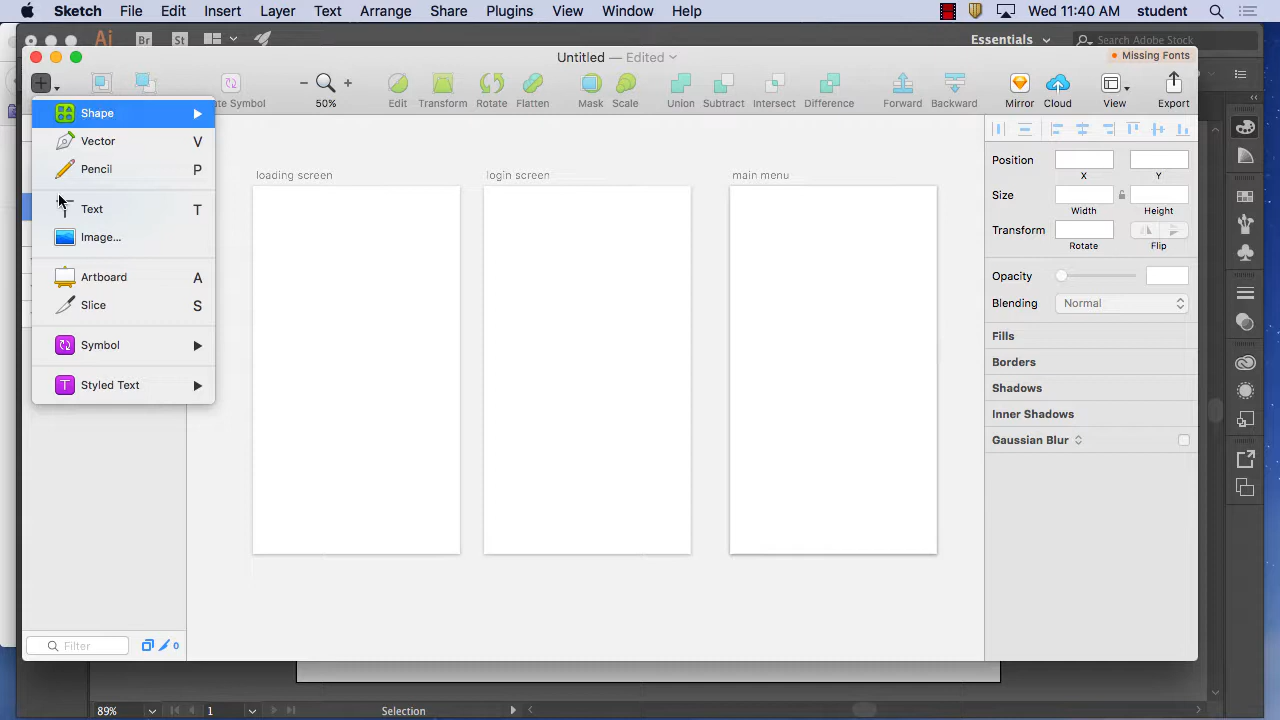 Sketch File Edit Insert Layer Text Arrange Share Plugins View Window Help Wed 11:40 AM student
Ai Br St Essentials Search Adobe Stock
Untitled — Edited Missing Fonts
te Symbol 50% Edit Transform Rotate Flatten Mask Scale Union Subtract Intersect Difference Forward Backward Mirror Cloud View Export
Shape
Vector V
Pencil P
Text T
Image...
Artboard A
Slice S
Symbol
Styled Text
loading screen login screen main menu
Position
X Y
Size
Width Height
Transform
Rotate Flip
Opacity
Blending Normal
Fills
Borders
Shadows
Inner Shadows
Gaussian Blur
Filter 0
89% 1 Selection